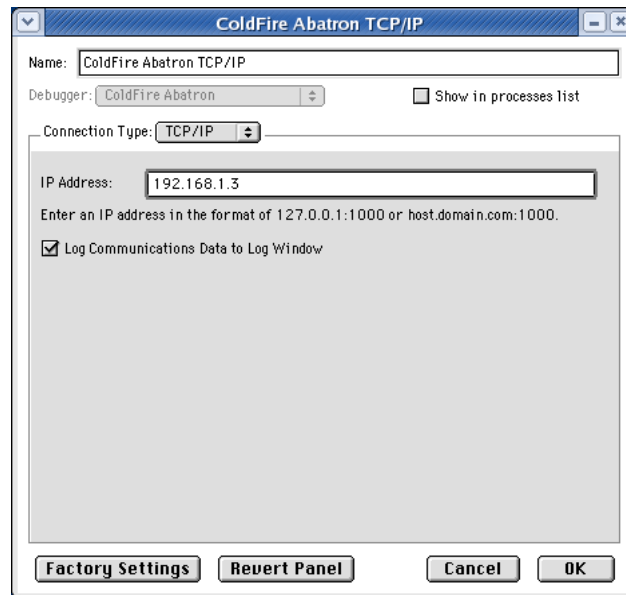 ColdFire Abatron TCP/IP
Name: ColdFire Abatron TCP/IP
Debugger: ColdFire Abatron Show in processes list
Connection Type: TCP/IP
IP Address: 192.168.1.3
Enter an IP address in the format of 127.0.0.1:1000 or host.domain.com:1000.
Log Communications Data to Log Window
Factory Settings Revert Panel Cancel OK